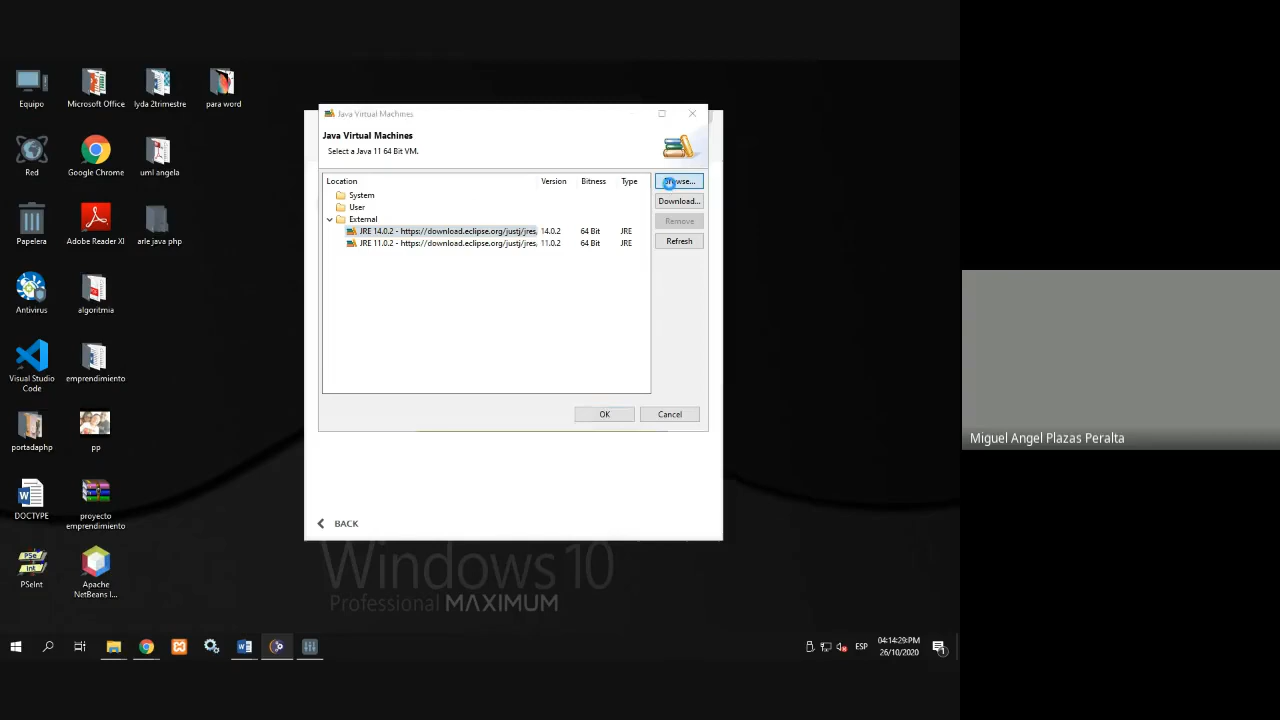 Equipo
Microsoft Office
lyda 2trimestre
para word
Red
Google Chrome
uml angela
Papelera
Adobe Reader XI
arle java php
Antivirus
algoritmia
Visual Studio
Code
emprendimiento
portadaphp
pp
DOCTYPE
proyecto
emprendimiento
PSeInt
Apache
NetBeans I...
Java Virtual Machines
Java Virtual Machines
Select a Java 11 64 Bit VM.
Location Version Bitness Type
System
User
External
JRE 14.0.2 - https://download.eclipse.org/justj/jres, 14.0.2 64 Bit JRE
JRE 11.0.2 - https://download.eclipse.org/justj/jres, 11.0.2 64 Bit JRE
Download...
Remove
Refresh
OK
Cancel
BACK
Windows 10
Professional MAXIMUM
ESP
04:14:29 PM
26/10/2020
1
Miguel Angel Plazas Peralta